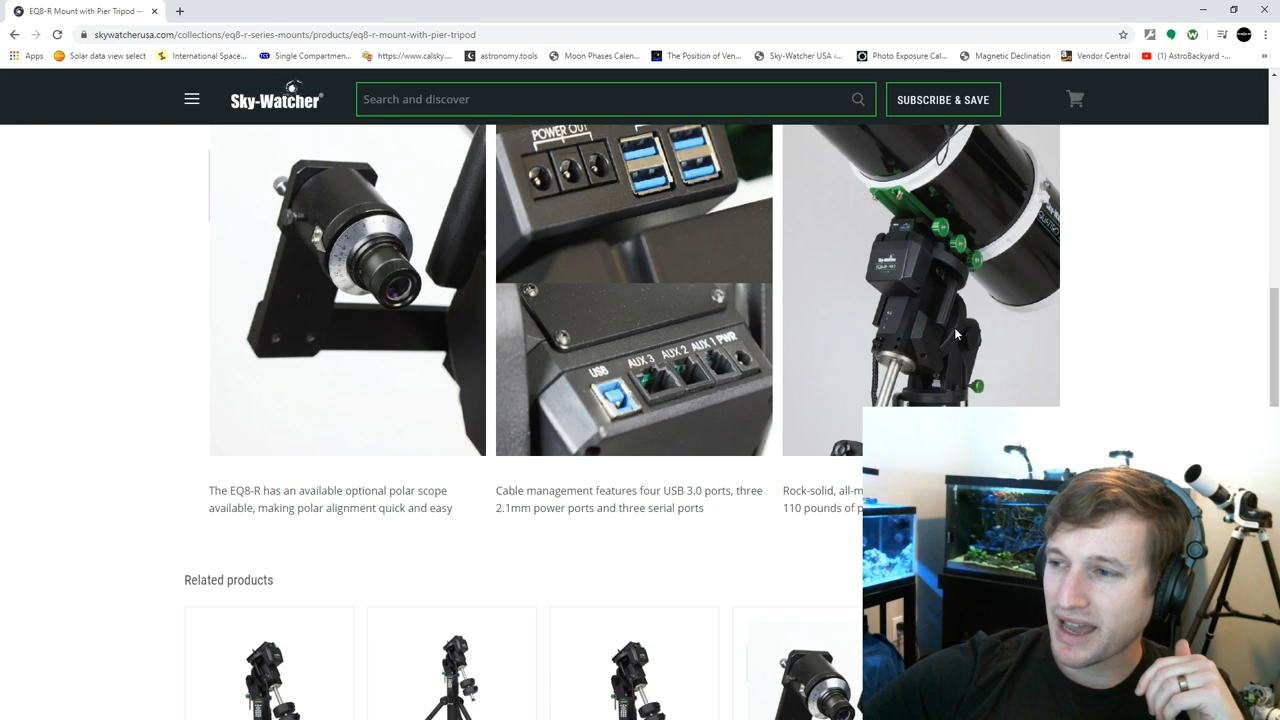 EQ8-R Mount with Pier Tripod —
skywatcherusa.com/collections/eq8-r-series-mounts/products/eq8-r-mount-with-pier-tripod
Apps
Solar data view select
International Space...
Single Compartmen...
https://www.calsky....
astronomy.tools
Moon Phases Calen...
The Position of Ven...
Sky-Watcher USA ‹...
Photo Exposure Calc...
Magnetic Declination
Vendor Central
(1) AstroBackyard -...
Sky-Watcher®
Search and discover
SUBSCRIBE & SAVE
POWER OUT
USB AUX 3 AUX 2 AUX 1 PWR
The EQ8-R has an available optional polar scope
available, making polar alignment quick and easy
Cable management features four USB 3.0 ports, three
2.1mm power ports and three serial ports
Rock-solid, all-m
110 pounds of p
Related products